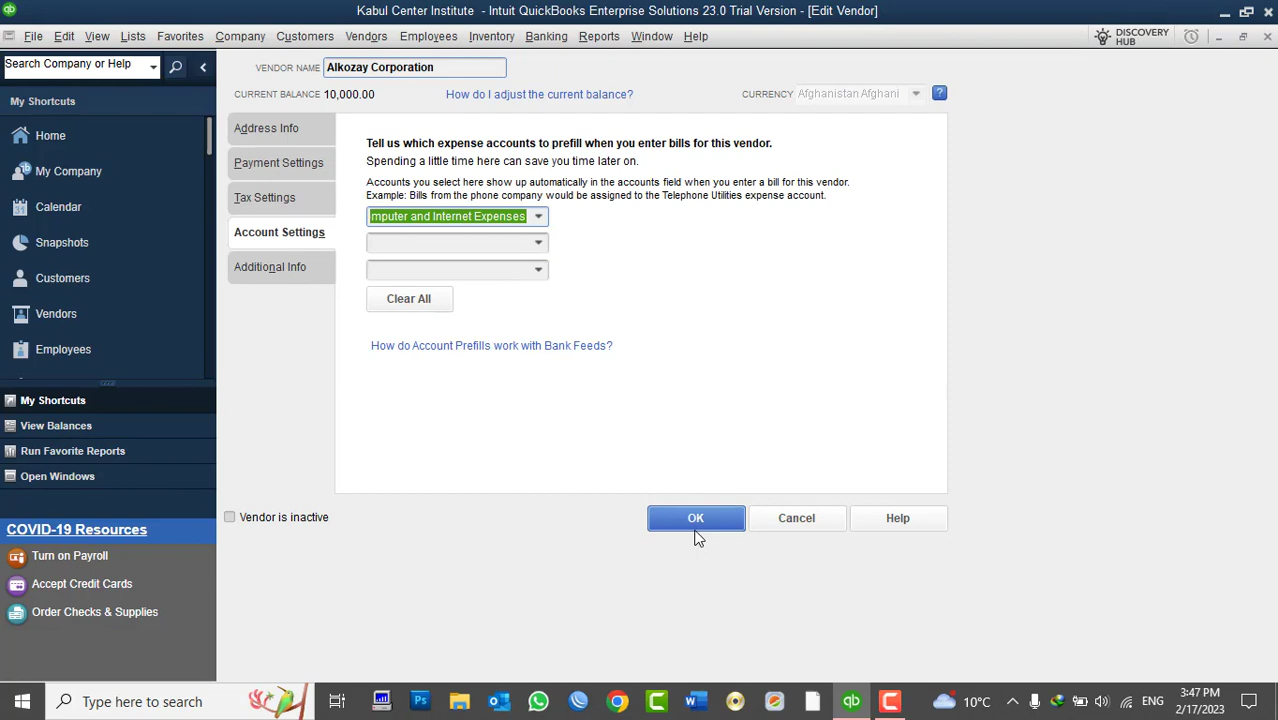 Kabul Center Institute - Intuit QuickBooks Enterprise Solutions 23.0 Trial Version - [Edit Vendor]
File Edit View Lists Favorites Company Customers Vendors Employees Inventory Banking Reports Window Help
DISCOVERY
HUB
Search Company or Help
My Shortcuts
Home
My Company
Calendar
Snapshots
Customers
Vendors
Employees
My Shortcuts
View Balances
Run Favorite Reports
Open Windows
COVID-19 Resources
Turn on Payroll
Accept Credit Cards
Order Checks & Supplies
VENDOR NAME Alkozay Corporation
CURRENT BALANCE 10,000.00 How do I adjust the current balance? CURRENCY Afghanistan Afghani ?
Address Info
Payment Settings
Tax Settings
Account Settings
Additional Info
Tell us which expense accounts to prefill when you enter bills for this vendor.
Spending a little time here can save you time later on.
Accounts you select here show up automatically in the accounts field when you enter a bill for this vendor.
Example: Bills from the phone company would be assigned to the Telephone Utilities expense account.
mputer and Internet Expenses
Clear All
How do Account Prefills work with Bank Feeds?
Vendor is inactive
OK Cancel Help
Type here to search
Ps
10°C
ENG
3:47 PM
2/17/2023